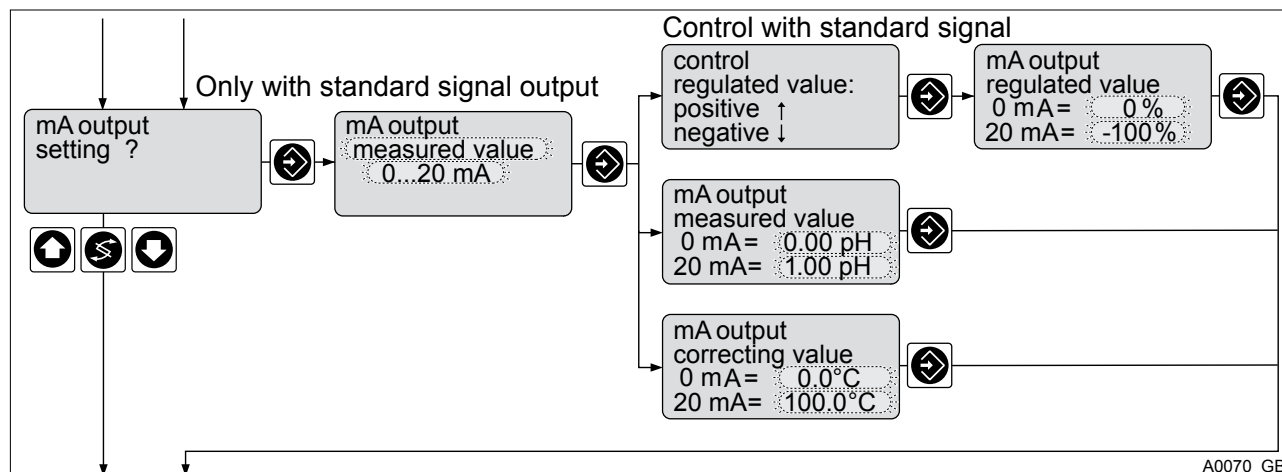 Control with standard signal
Only with standard signal output
mA output
setting ?
mA output
measured value
0...20 mA
control
regulated value:
positive ↑
negative ↓
mA output
regulated value
0 mA= 0%
20 mA= -100%
mA output
measured value
0 mA= 0.00 pH
20 mA= 1.00 pH
mA output
correcting value
0 mA= 0.0°C
20 mA= 100.0°C
A0070_GB